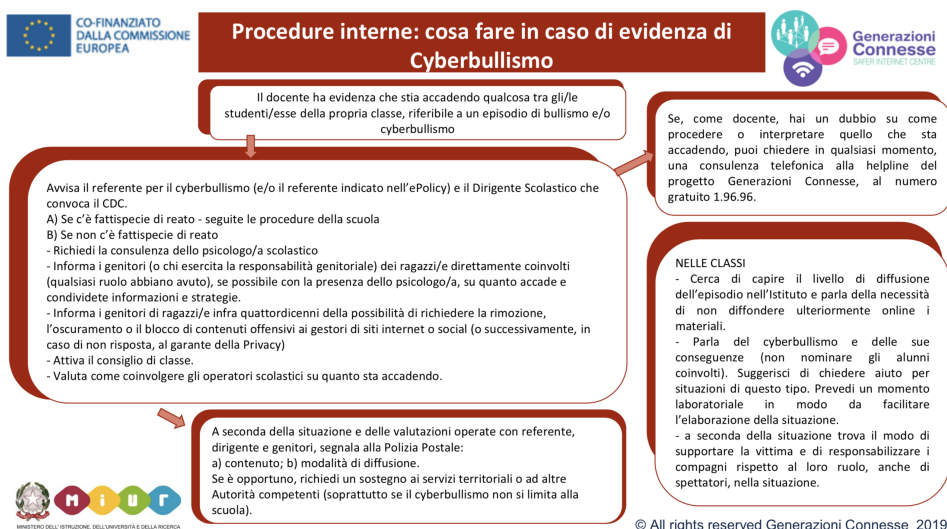 CO-FINANZIATO
DALLA COMMISSIONE
EUROPEA
Procedure interne: cosa fare in caso di evidenza di
Cyberbullismo
Generazioni
Connesse
SAFER INTERNET CENTRE
Il docente ha evidenza che stia accadendo qualcosa tra gli/le
studenti/esse della propria classe, riferibile a un episodio di bullismo e/o
cyberbullismo
Se, come docente, hai un dubbio su come
procedere o interpretare quello che sta
accadendo, puoi chiedere in qualsiasi momento,
una consulenza telefonica alla helpline del
progetto Generazioni Connesse, al numero
gratuito 1.96.96.
Avvisa il referente per il cyberbullismo (e/o il referente indicato nell'ePolicy) e il Dirigente Scolastico che
convoca il CDC.
A) Se c'è fattispecie di reato - seguite le procedure della scuola
B) Se non c'è fattispecie di reato
- Richiedi la consulenza dello psicologo/a scolastico
- Informa i genitori (o chi esercita la responsabilità genitoriale) dei ragazzi/e direttamente coinvolti
(qualsiasi ruolo abbiano avuto), se possibile con la presenza dello psicologo/a, su quanto accade e
condividete informazioni e strategie.
- Informa i genitori di ragazzi/e infra quattordicenni della possibilità di richiedere la rimozione,
l'oscuramento o il blocco di contenuti offensivi ai gestori di siti internet o social (o successivamente, in
caso di non risposta, al garante della Privacy)
- Attiva il consiglio di classe.
- Valuta come coinvolgere gli operatori scolastici su quanto sta accadendo.
NELLE CLASSI
- Cerca di capire il livello di diffusione
dell'episodio nell'Istituto e parla della necessità
di non diffondere ulteriormente online i
materiali.
- Parla del cyberbullismo e delle sue
conseguenze (non nominare gli alunni
coinvolti). Suggerisci di chiedere aiuto per
situazioni di questo tipo. Prevedi un momento
laboratoriale in modo da facilitare
l'elaborazione della situazione.
- a seconda della situazione trova il modo di
supportare la vittima e di responsabilizzare i
compagni rispetto al loro ruolo, anche di
spettatori, nella situazione.
A seconda della situazione e delle valutazioni operate con referente,
dirigente e genitori, segnala alla Polizia Postale:
a) contenuto; b) modalità di diffusione.
Se è opportuno, richiedi un sostegno ai servizi territoriali o ad altre
Autorità competenti (soprattutto se il cyberbullismo non si limita alla
scuola).
miur
MINISTERO DELL'ISTRUZIONE, DELL'UNIVERSITÀ E DELLA RICERCA
© All rights reserved Generazioni Connesse 2019